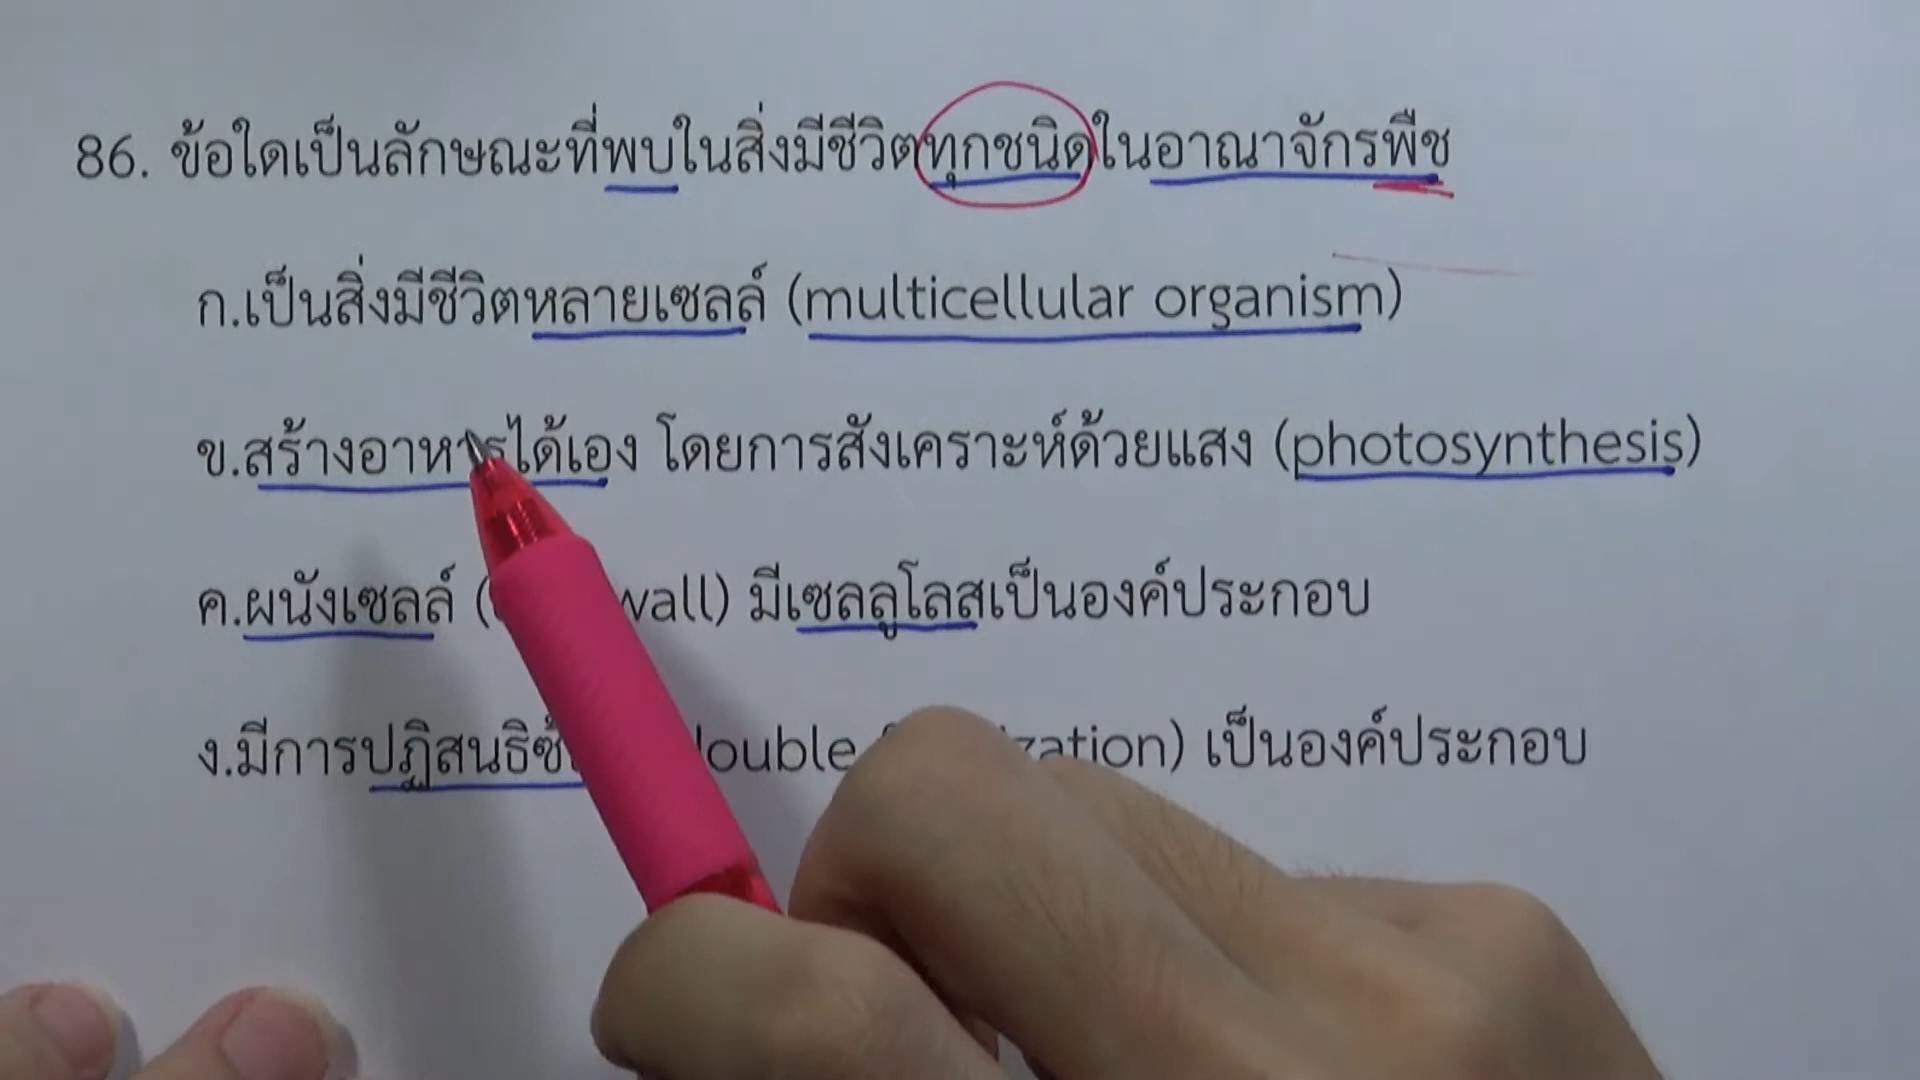 86. ข้อใดเป็นลักษณะที่พบในสิ่งมีชีวิตทุกชนิดในอาณาจักรพืช
ก.เป็นสิ่งมีชีวิตหลายเซลล์ (multicellular organism)
ข.สร้างอาหารได้เอง โดยการสังเคราะห์ด้วยแสง (photosynthesis)
ค.ผนังเซลล์ ( wall) มีเซลลูโลสเป็นองค์ประกอบ
ง.มีการปฏิสนธิ double เป็นองค์ประกอบ